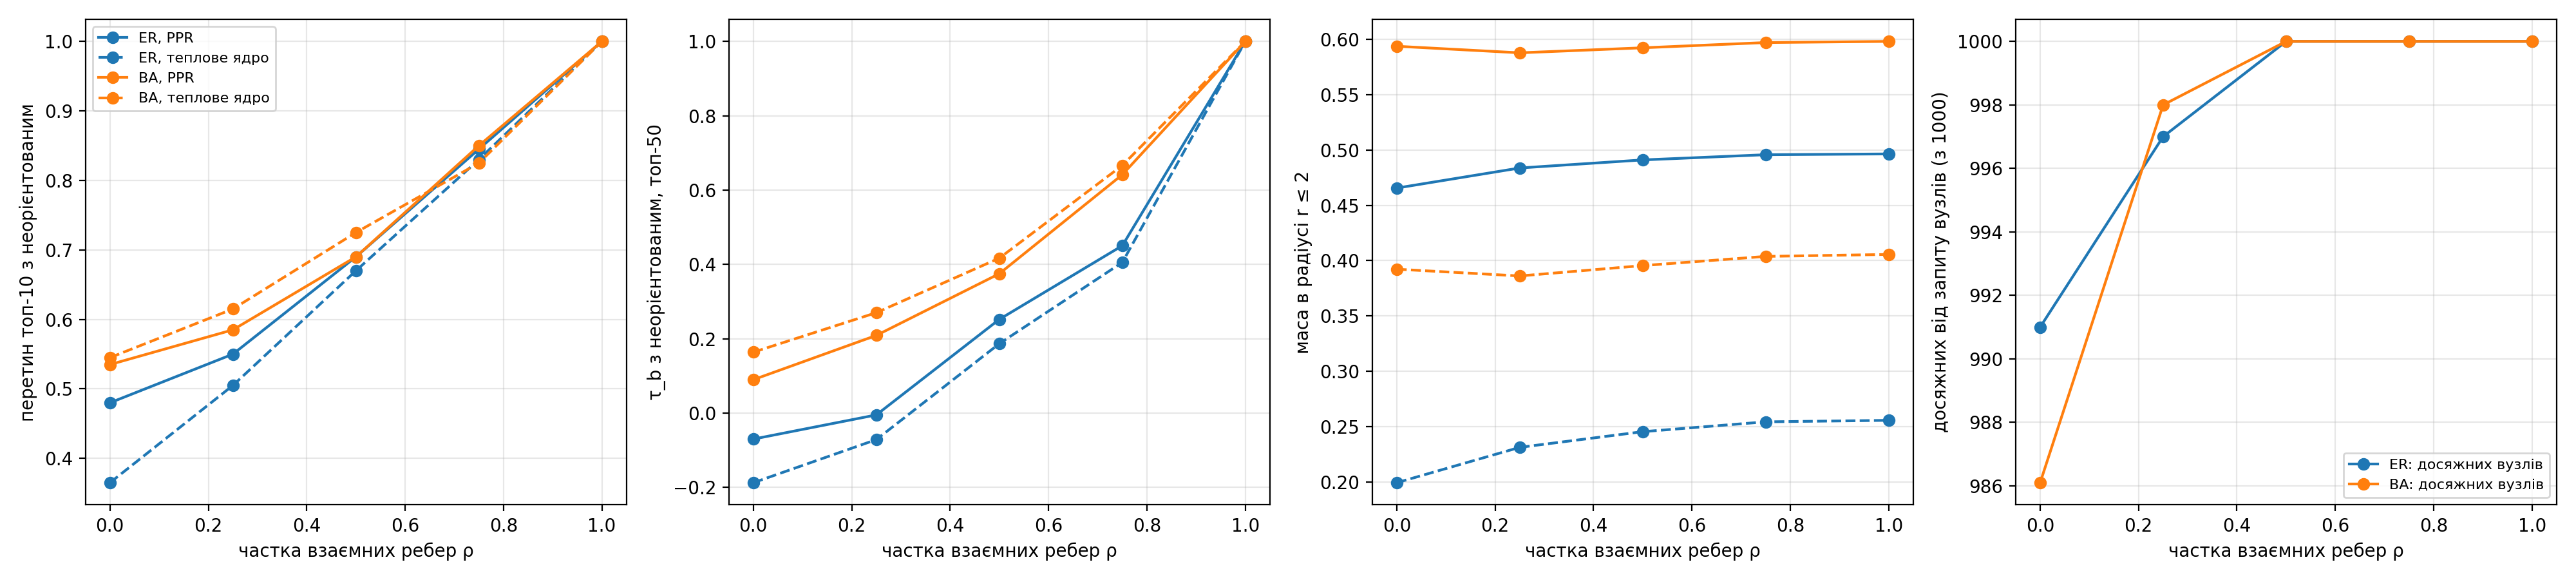 перетин топ-10 з неорієнтованим
1.0
0.9
0.8
0.7
0.6
0.5
0.4
ER, PPR
ER, теплове ядро
BA, PPR
BA, теплове ядро
0.0 0.2 0.4 0.6 0.8 1.0
частка взаємних ребер ρ
τ_b з неорієнтованим, топ-50
1.0
0.8
0.6
0.4
0.2
0.0
−0.2
0.0 0.2 0.4 0.6 0.8 1.0
частка взаємних ребер ρ
маса в радіусі r ≤ 2
0.60
0.55
0.50
0.45
0.40
0.35
0.30
0.25
0.20
0.0 0.2 0.4 0.6 0.8 1.0
частка взаємних ребер ρ
досяжних від запиту вузлів (з 1000)
1000
998
996
994
992
990
988
986
ER: досяжних вузлів
BA: досяжних вузлів
0.0 0.2 0.4 0.6 0.8 1.0
частка взаємних ребер ρ